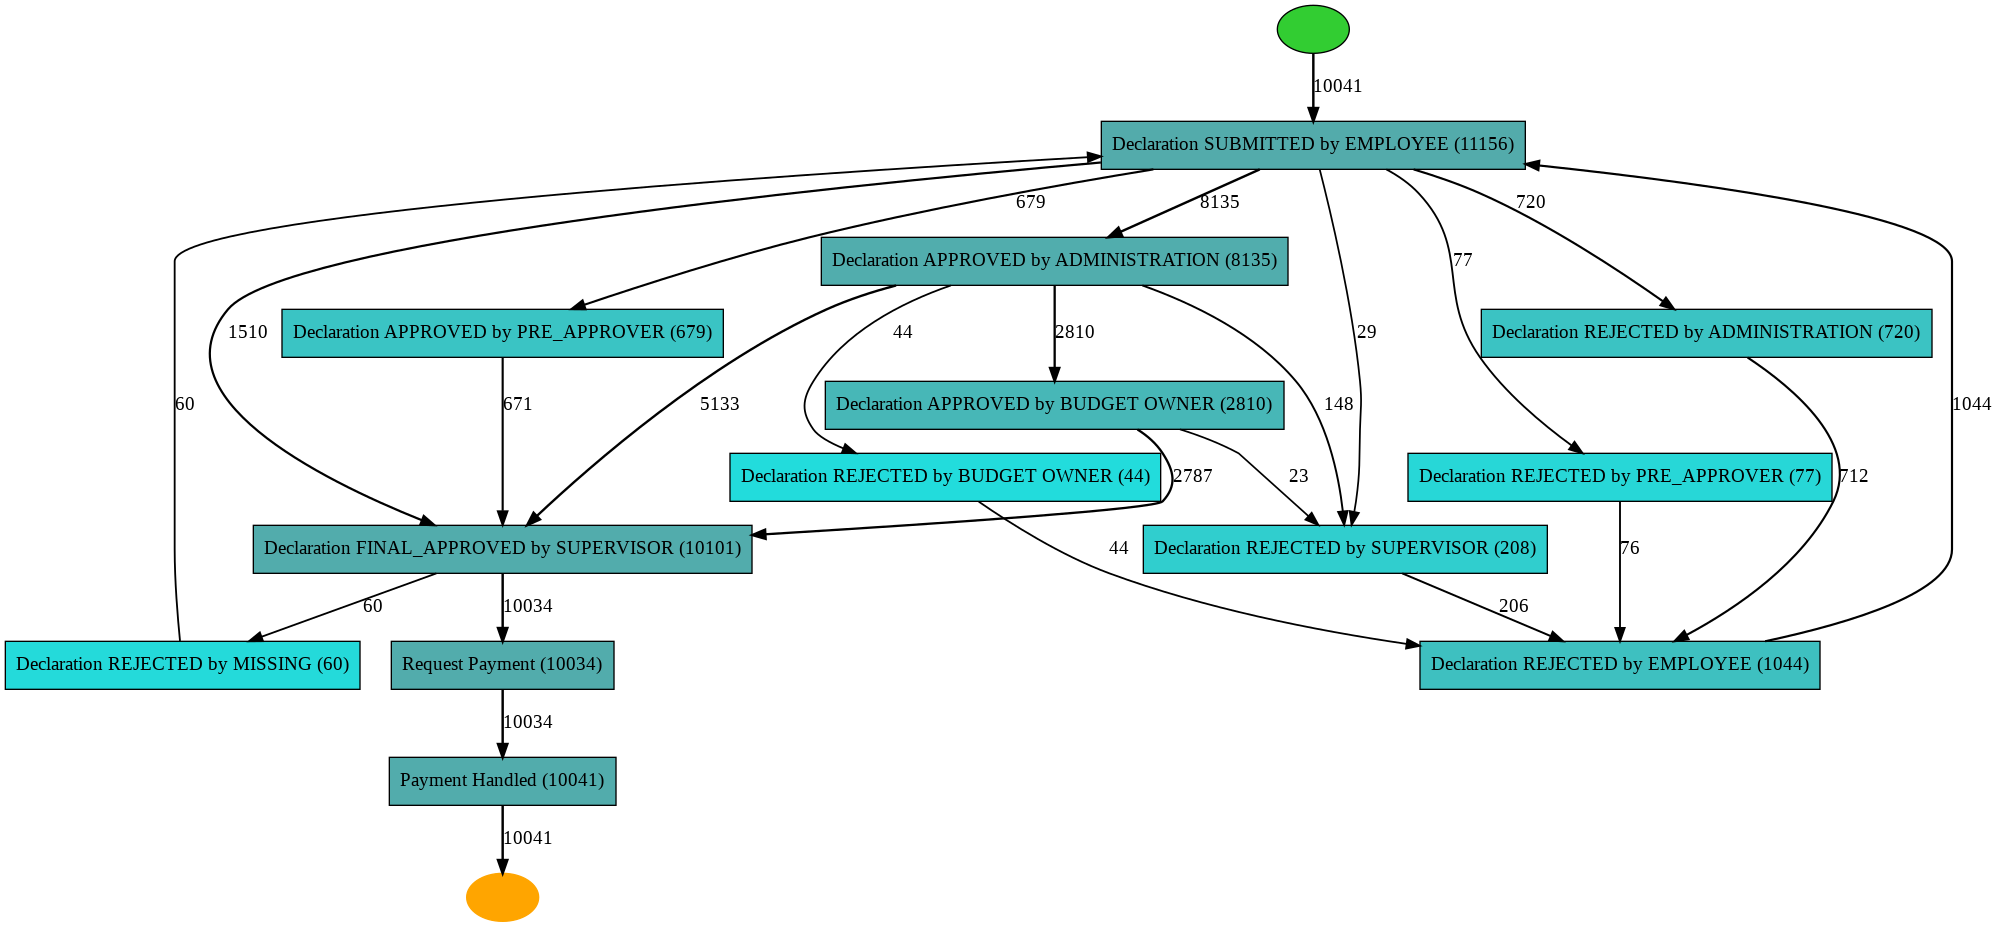 10041
Declaration SUBMITTED by EMPLOYEE (11156)
679
8135
720
Declaration APPROVED by ADMINISTRATION (8135)
77
1510
Declaration APPROVED by PRE_APPROVER (679)
44
2810
29
Declaration REJECTED by ADMINISTRATION (720)
60
671
5133
Declaration APPROVED by BUDGET OWNER (2810)
148
1044
Declaration REJECTED by BUDGET OWNER (44)
2787
23
Declaration REJECTED by PRE_APPROVER (77)
712
Declaration FINAL_APPROVED by SUPERVISOR (10101)
44
Declaration REJECTED by SUPERVISOR (208)
76
60
10034
206
Declaration REJECTED by MISSING (60)
Request Payment (10034)
Declaration REJECTED by EMPLOYEE (1044)
10034
Payment Handled (10041)
10041